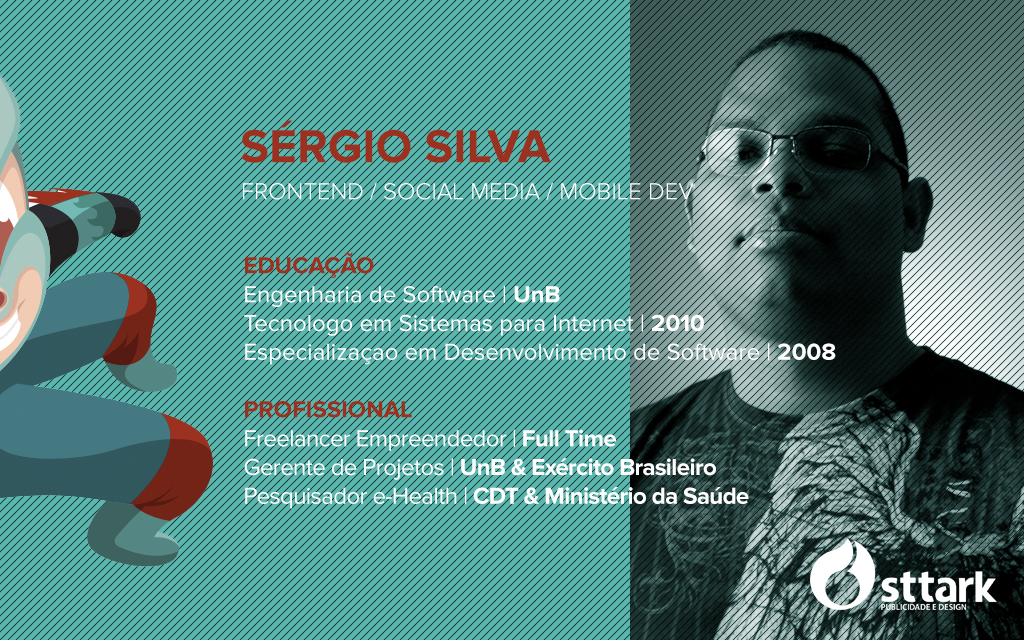 SÉRGIO SILVA
FRONTEND / SOCIAL MEDIA / MOBILE DEV
EDUCAÇÃO
Engenharia de Software | UnB
Tecnologo em Sistemas para Internet | 2010
Especializaçao em Desenvolvimento de Software | 2008
PROFISSIONAL
Freelancer Empreendedor | Full Time
Gerente de Projetos | UnB & Exército Brasileiro
Pesquisador e-Health | CDT & Ministério da Saúde
sttark
PUBLICIDADE E DESIGN